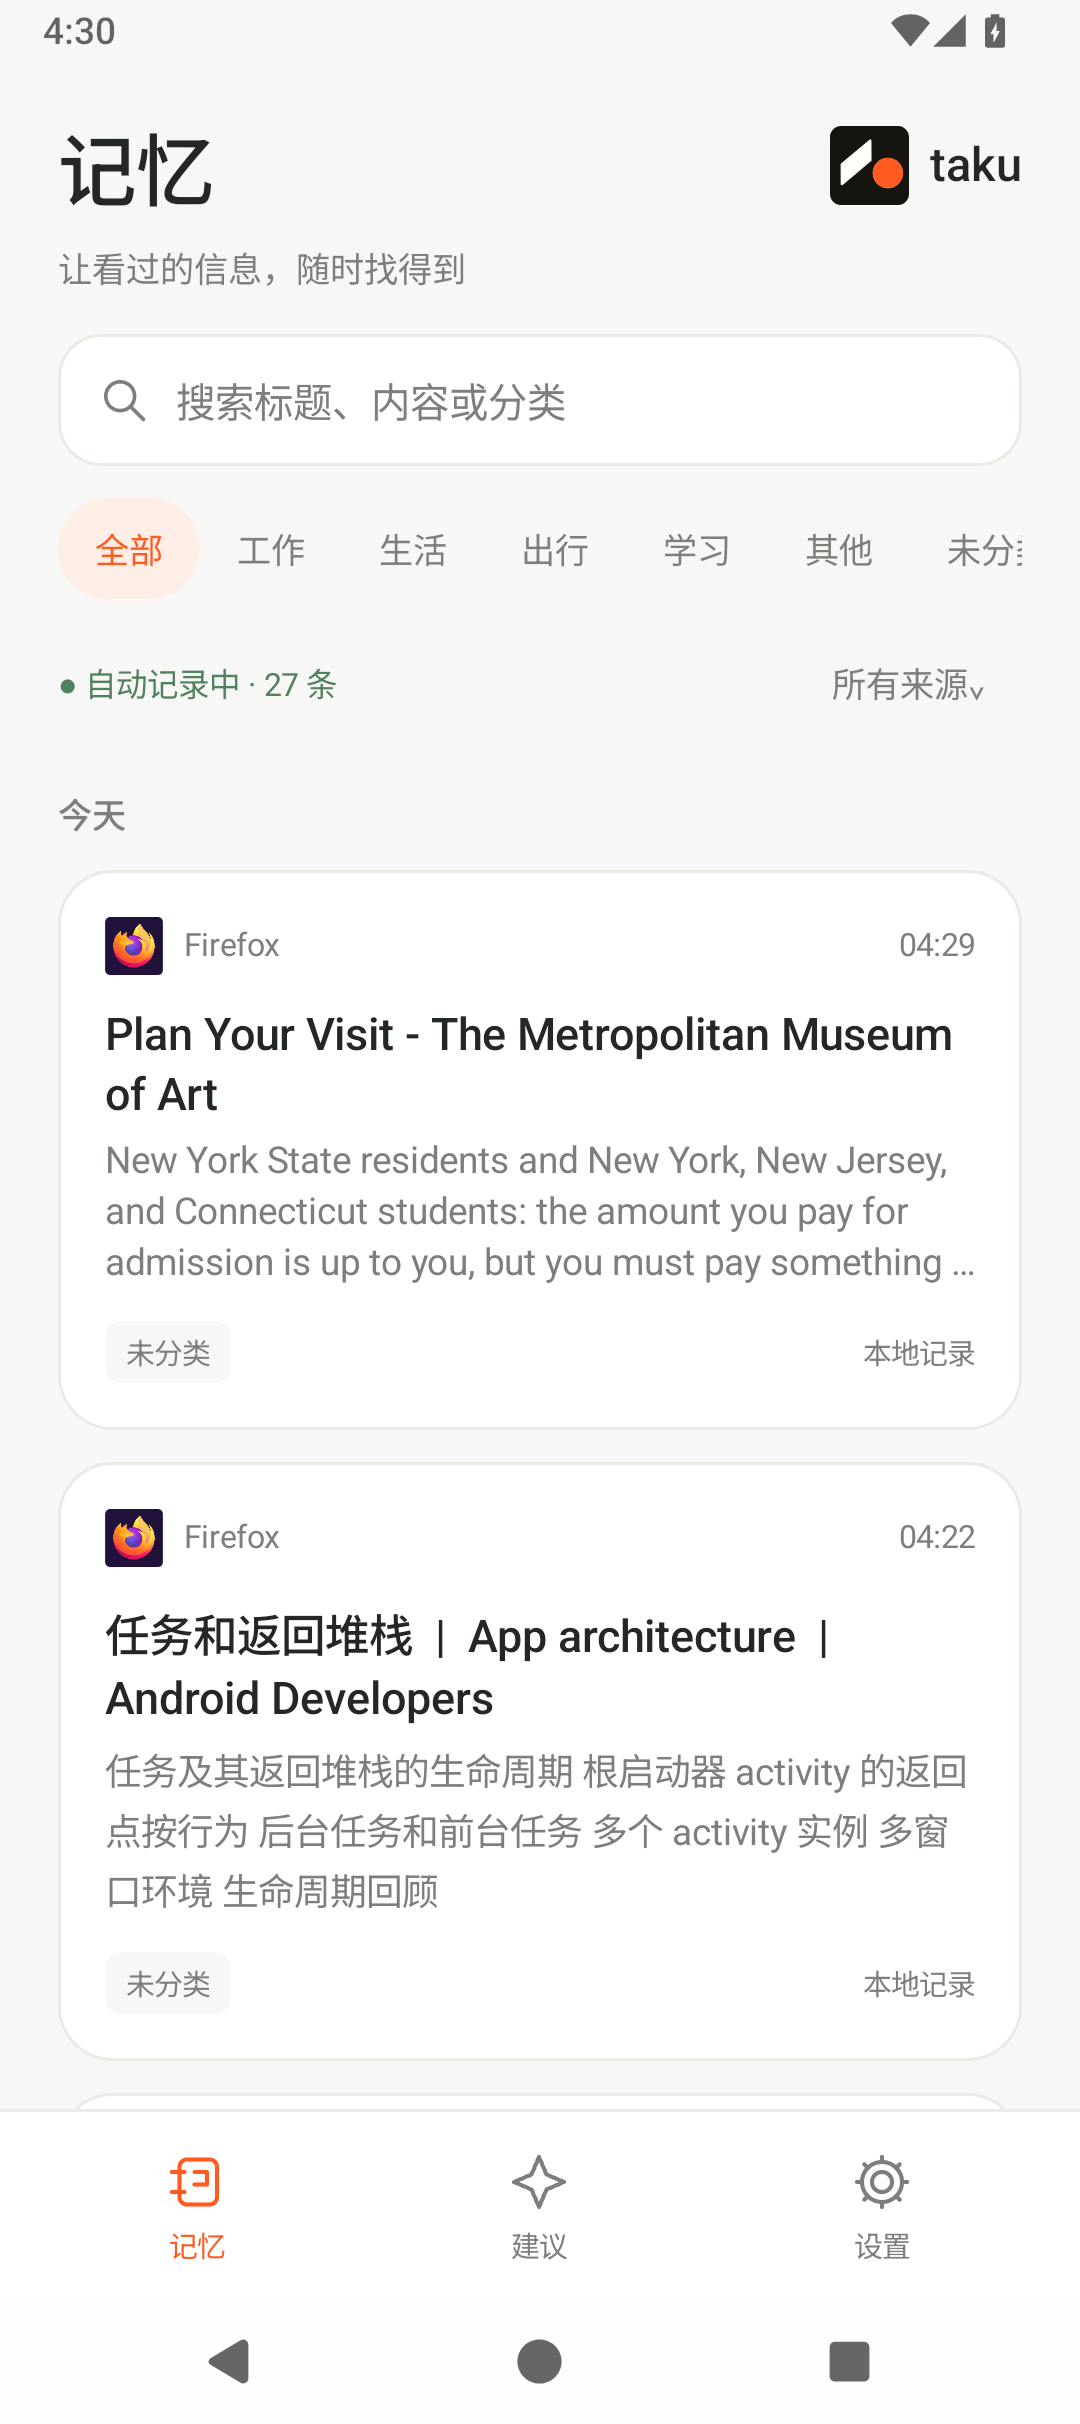 4:30
记忆
taku
让看过的信息，随时找得到
搜索标题、内容或分类
全部 工作 生活 出行 学习 其他 未分
自动记录中 · 27 条
所有来源
今天
Firefox
04:29
Plan Your Visit - The Metropolitan Museum
of Art
New York State residents and New York, New Jersey,
and Connecticut students: the amount you pay for
admission is up to you, but you must pay something …
未分类
本地记录
Firefox
04:22
任务和返回堆栈 | App architecture |
Android Developers
任务及其返回堆栈的生命周期 根启动器 activity 的返回
点按行为 后台任务和前台任务 多个 activity 实例 多窗
口环境 生命周期回顾
未分类
本地记录
记忆 建议 设置